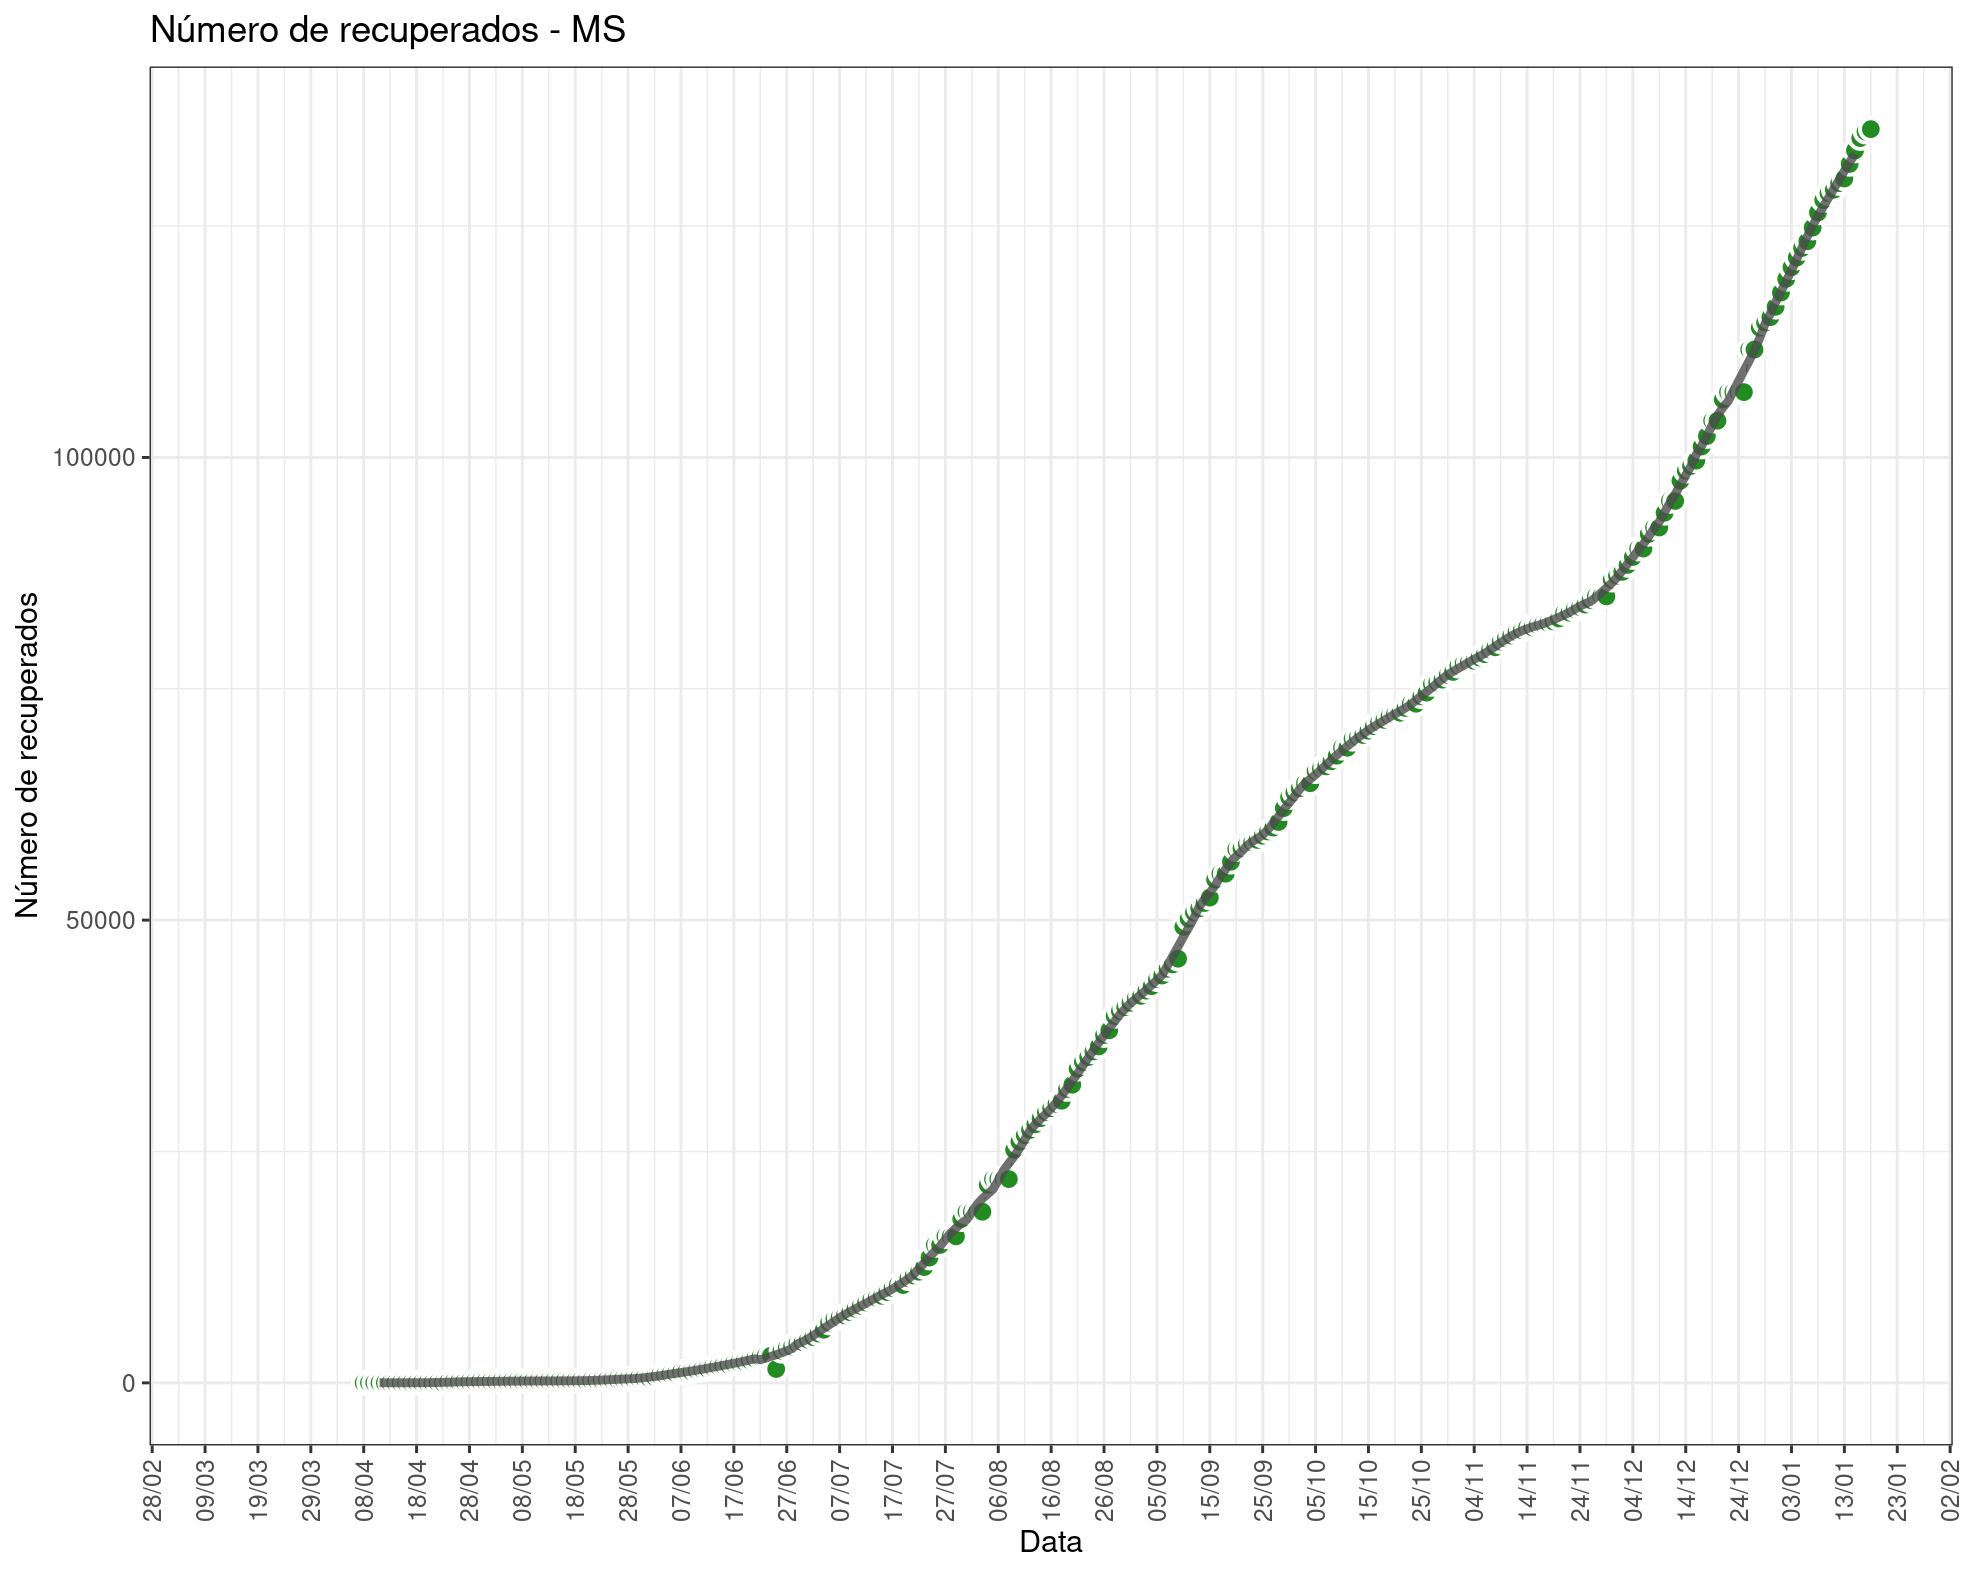 Número de recuperados - MS
Número de recuperados
100000
50000
0
28/02 09/03 19/03 29/03 08/04 18/04 28/04 08/05 18/05 28/05 07/06 17/06 27/06 07/07 17/07 27/07 06/08 16/08 26/08 05/09 15/09 25/09 05/10 15/10 25/10 04/11 14/11 24/11 04/12 14/12 24/12 03/01 13/01 23/01 02/02
Data